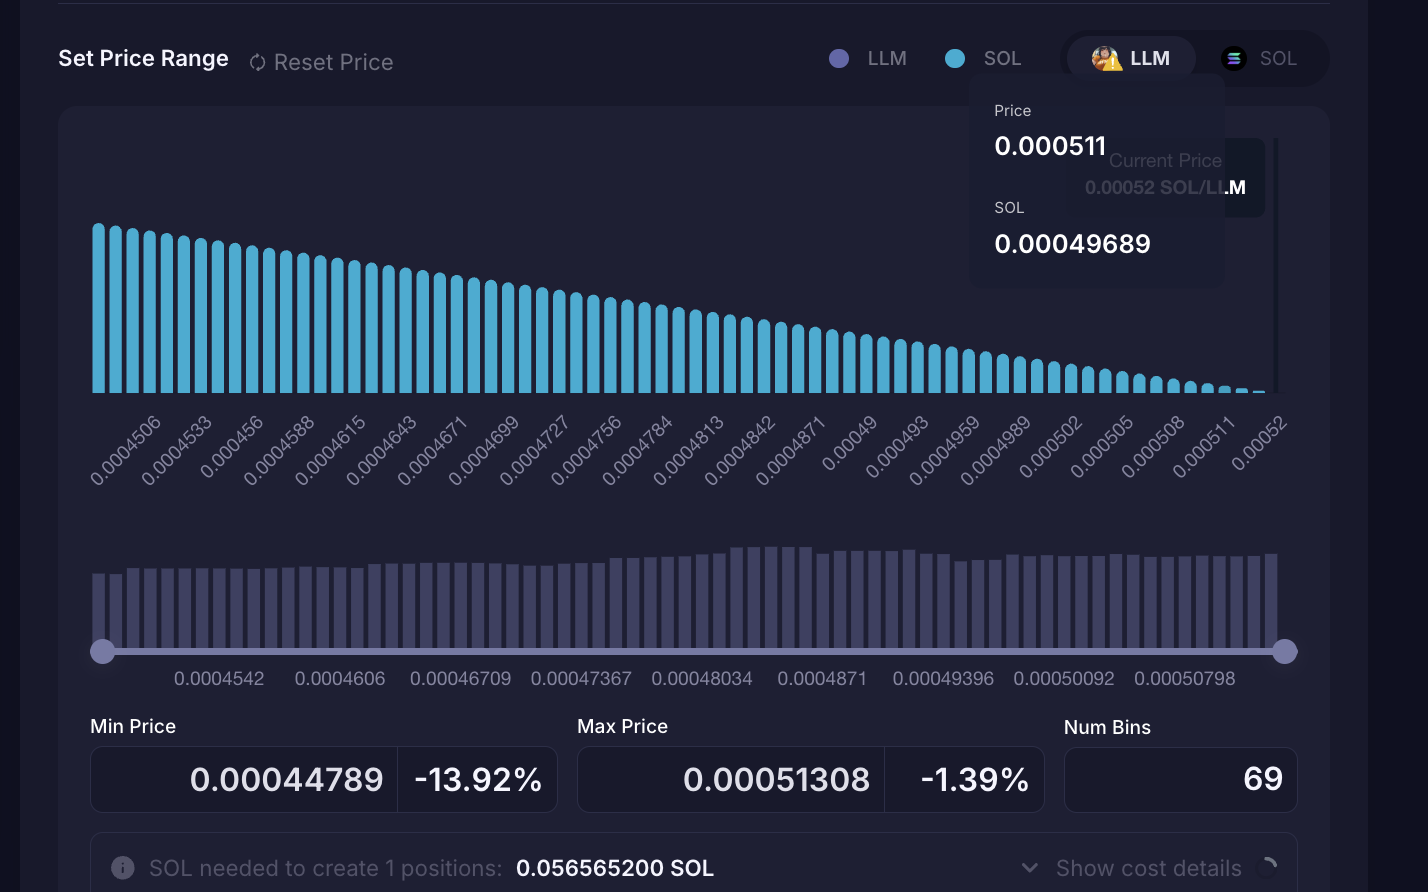 Set Price Range
Reset Price
LLM
SOL
LLM
SOL
Price
0.000511
Current Price
0.00052 SOL/LLM
SOL
0.00049689
0.0004506
0.0004533
0.000456
0.0004588
0.0004615
0.0004643
0.0004671
0.0004699
0.0004727
0.0004756
0.0004784
0.0004813
0.0004842
0.0004871
0.00049
0.000493
0.0004959
0.0004989
0.000502
0.000505
0.000508
0.000511
0.00052
0.0004542
0.0004606
0.00046709
0.00047367
0.00048034
0.0004871
0.00049396
0.00050092
0.00050798
Min Price
Max Price
Num Bins
0.00044789
-13.92%
0.00051308
-1.39%
69
SOL needed to create 1 positions: 0.056565200 SOL
Show cost details